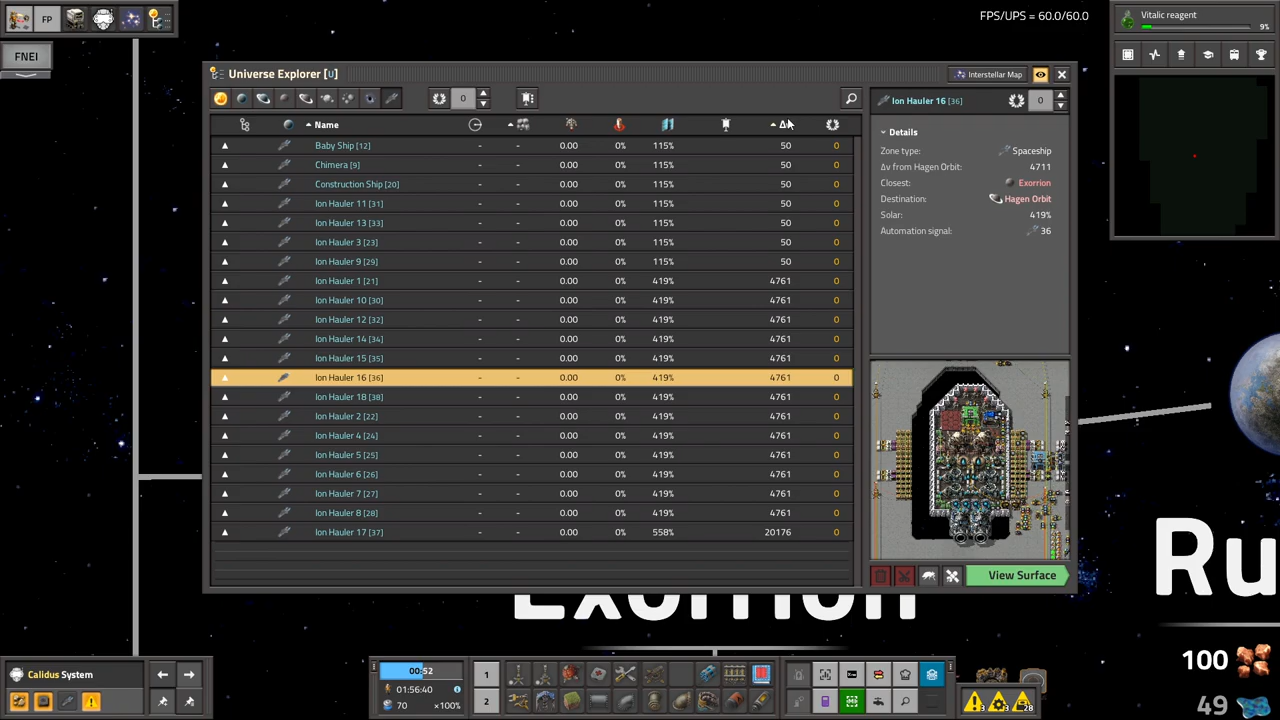 FP
FPS/UPS = 60.0/60.0
Vitalic reagent
9%
FNEI
Universe Explorer [U]
Interstellar Map
0
Ion Hauler 16 [36]
0
Name
Δv
Baby Ship [12] - - 0.00 0% 115% 50 0
Chimera [9] - - 0.00 0% 115% 50 0
Construction Ship [20] - - 0.00 0% 115% 50 0
Ion Hauler 11 [31] - - 0.00 0% 115% 50 0
Ion Hauler 13 [33] - - 0.00 0% 115% 50 0
Ion Hauler 3 [23] - - 0.00 0% 115% 50 0
Ion Hauler 9 [29] - - 0.00 0% 115% 50 0
Ion Hauler 1 [21] - - 0.00 0% 419% 4761 0
Ion Hauler 10 [30] - - 0.00 0% 419% 4761 0
Ion Hauler 12 [32] - - 0.00 0% 419% 4761 0
Ion Hauler 14 [34] - - 0.00 0% 419% 4761 0
Ion Hauler 15 [35] - - 0.00 0% 419% 4761 0
Ion Hauler 16 [36] - - 0.00 0% 419% 4761 0
Ion Hauler 18 [38] - - 0.00 0% 419% 4761 0
Ion Hauler 2 [22] - - 0.00 0% 419% 4761 0
Ion Hauler 4 [24] - - 0.00 0% 419% 4761 0
Ion Hauler 5 [25] - - 0.00 0% 419% 4761 0
Ion Hauler 6 [26] - - 0.00 0% 419% 4761 0
Ion Hauler 7 [27] - - 0.00 0% 419% 4761 0
Ion Hauler 8 [28] - - 0.00 0% 419% 4761 0
Ion Hauler 17 [37] - - 0.00 0% 558% 20176 0
Details
Zone type: Spaceship
Δv from Hagen Orbit: 4711
Closest: Exorrion
Destination: Hagen Orbit
Solar: 419%
Automation signal: 36
View Surface
Exorrion
Ru
100
49
Calidus System
00:52
01:56:40
70 ×100%
1
2
3
3
28